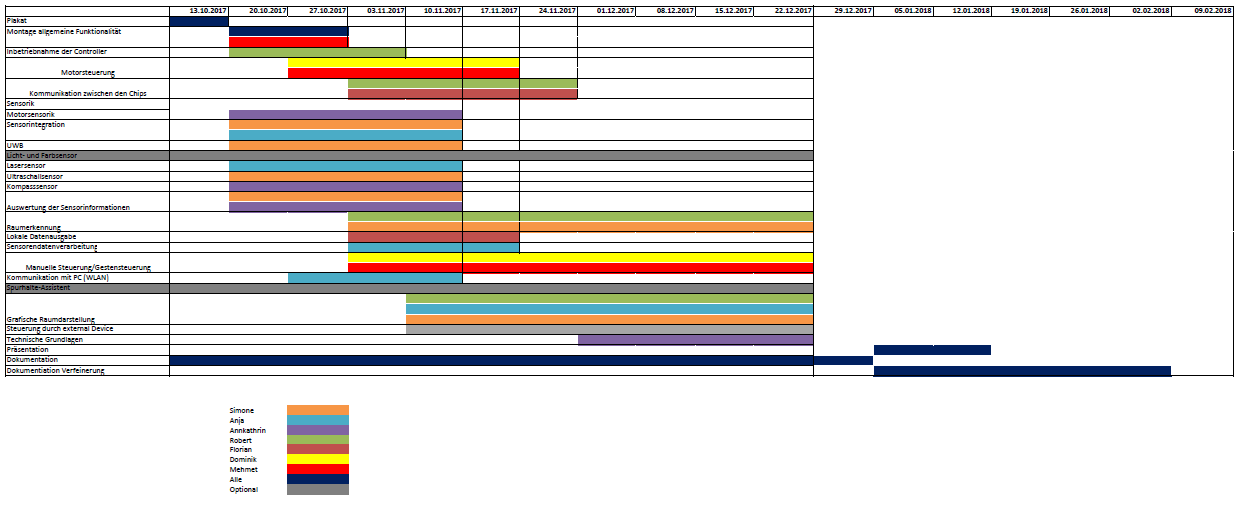 13.10.2017 20.10.2017 27.10.2017 03.11.2017 10.11.2017 17.11.2017 24.11.2017 01.12.2017 08.12.2017 15.12.2017 22.12.2017 29.12.2017 05.01.2018 12.01.2018 19.01.2018 26.01.2018 02.02.2018 09.02.2018
Plakat
Montage allgemeine Funktionalität
Inbetriebnahme der Controller
Motorsteuerung
Kommunikation zwischen den Chips
Sensorik
Motorsensorik
Sensorintegration
UWB
Licht- und Farbsensor
Lasersensor
Ultraschallsensor
Kompasssensor
Auswertung der Sensorinformationen
Raumerkennung
Lokale Datenausgabe
Sensorendatenverarbeitung
Manuelle Steuerung/Gestensteuerung
Kommunikation mit PC (WLAN)
Spurhalte-Assistent
Grafische Raumdarstellung
Steuerung durch external Device
Technische Grundlagen
Präsentation
Dokumentation
Dokumentiation Verfeinerung
Simone
Anja
Annkathrin
Robert
Florian
Dominik
Mehmet
Alle
Optional